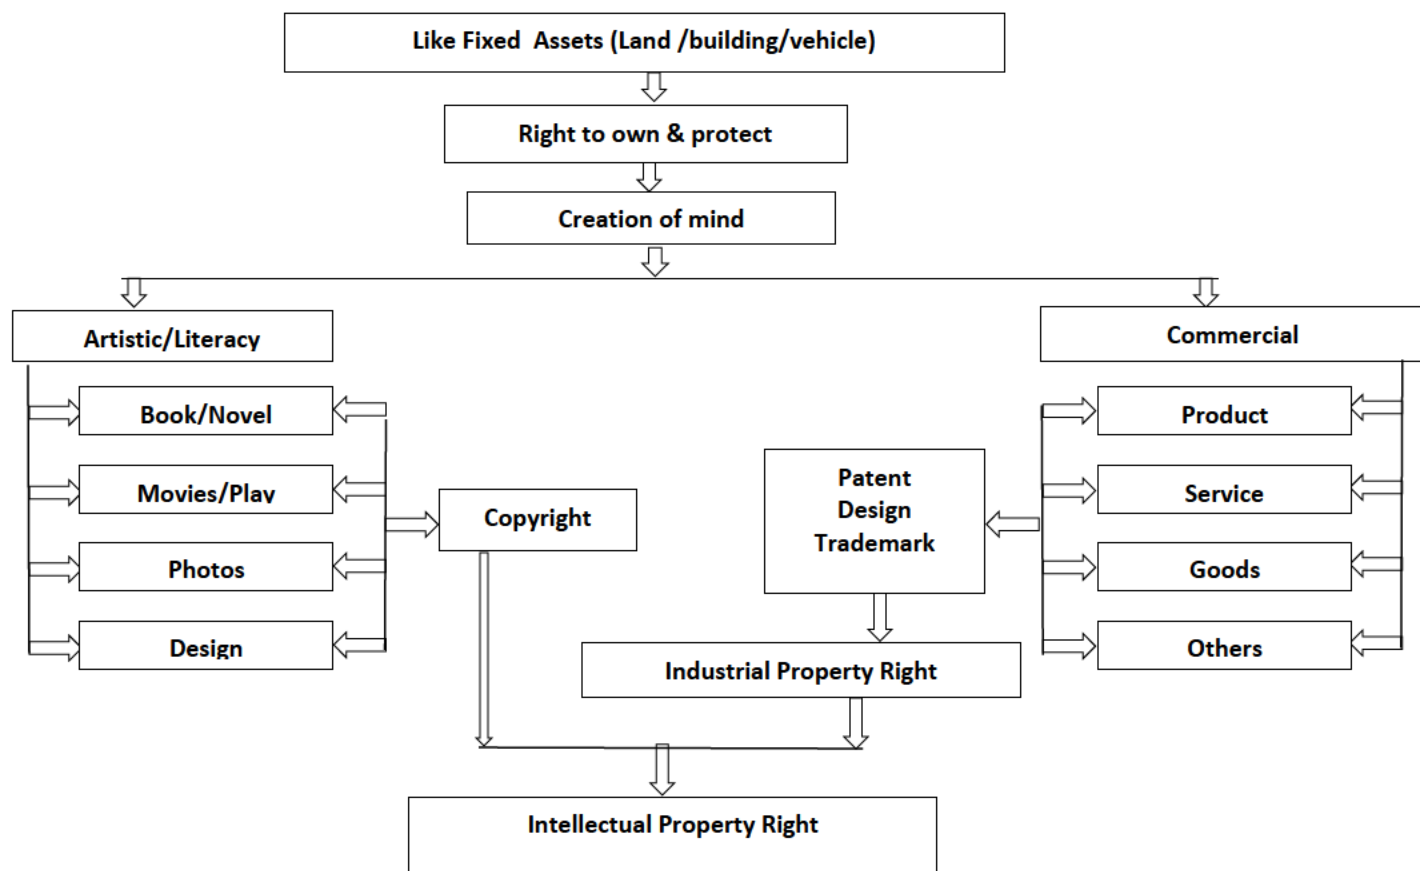 Like Fixed Assets (Land /building/vehicle)
Right to own & protect
Creation of mind
Artistic/Literacy
Commercial
Book/Novel
Movies/Play
Photos
Design
Copyright
Patent
Design
Trademark
Product
Service
Goods
Others
Industrial Property Right
Intellectual Property Right